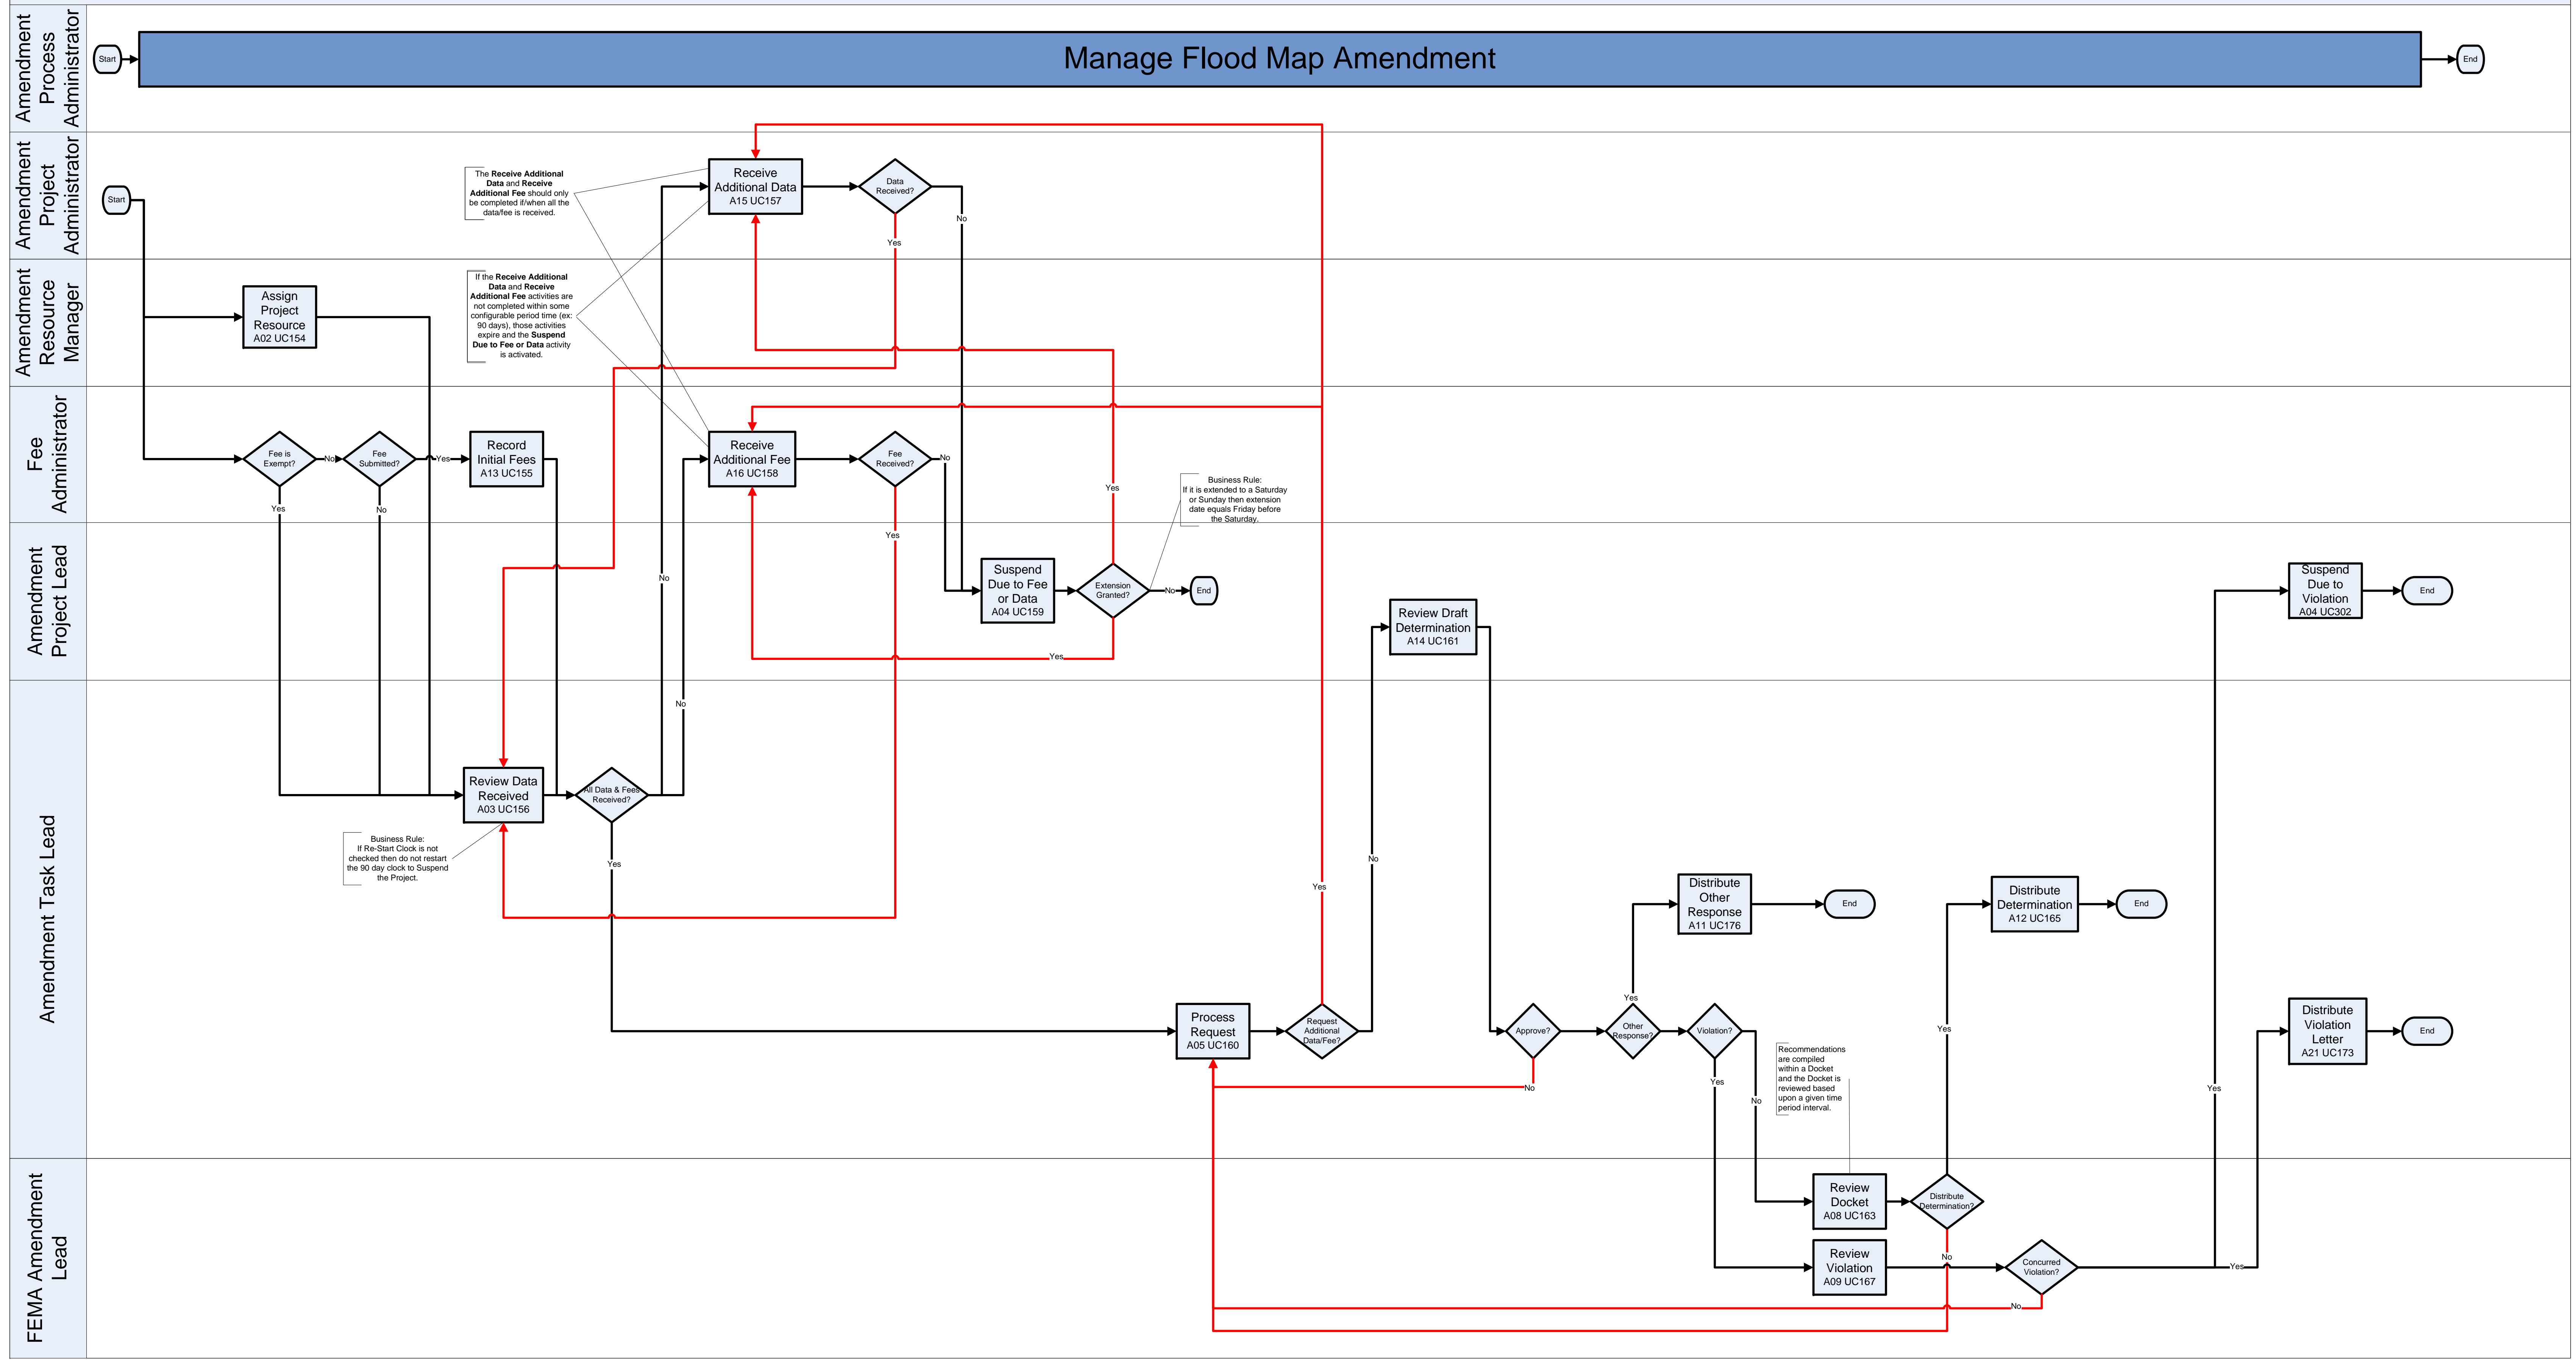 Amendment
Process
Administrator
Start
Manage Flood Map Amendment
End
Amendment
Project
Administrator
Start
The Receive Additional
Data and Receive
Additional Fee should only
be completed if/when all the
data/fee is received.
Receive
Additional Data
A15 UC157
Data
Received?
No
Yes
Amendment
Resource
Manager
Assign
Project
Resource
A02 UC154
If the Receive Additional
Data and Receive
Additional Fee activities are
not completed within some
configurable period time (ex:
90 days), those activities
expire and the Suspend
Due to Fee or Data activity
is activated.
Fee
Administrator
Fee is
Exempt?
No
Fee
Submitted?
Yes
Record
Initial Fees
A13 UC155
Yes
No
Receive
Additional Fee
A16 UC158
Fee
Received?
No
Yes
Business Rule:
If it is extended to a Saturday
or Sunday then extension
date equals Friday before
the Saturday.
Amendment
Project Lead
Yes
No
Suspend
Due to Fee
or Data
A04 UC159
Extension
Granted?
No
End
Yes
Review Draft
Determination
A14 UC161
Suspend
Due to
Violation
A04 UC302
End
Amendment Task Lead
No
Review Data
Received
A03 UC156
All Data & Fees
Received?
Business Rule:
If Re-Start Clock is not
checked then do not restart
the 90 day clock to Suspend
the Project.
Yes
Yes
No
Distribute
Other
Response
A11 UC176
End
Distribute
Determination
A12 UC165
End
Process
Request
A05 UC160
Request
Additional
Data/Fee?
Approve?
No
Yes
Other
Response?
Violation?
Yes
No
Recommendations
are compiled
within a Docket
and the Docket is
reviewed based
upon a given time
period interval.
Yes
Yes
Distribute
Violation
Letter
A21 UC173
End
FEMA Amendment
Lead
Review
Docket
A08 UC163
Distribute
Determination?
No
Review
Violation
A09 UC167
Concurred
Violation?
Yes
No